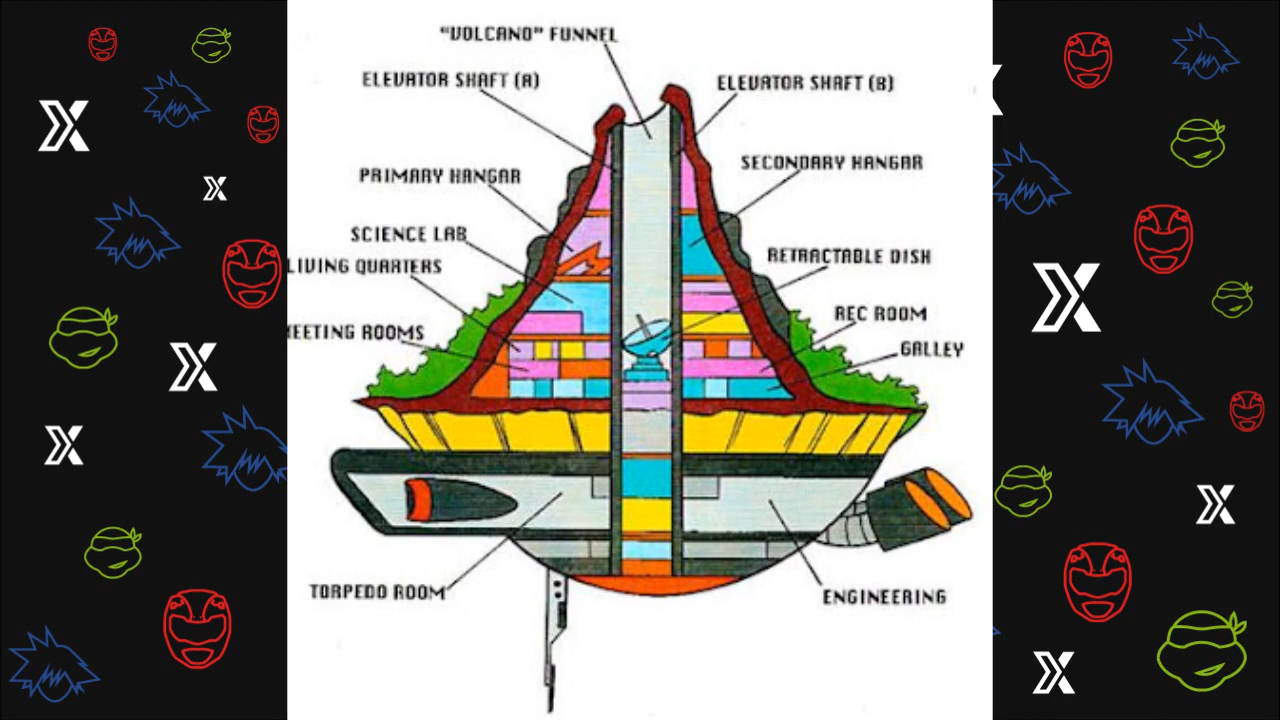 "VOLCANO" FUNNEL
ELEVATOR SHAFT (A)
ELEVATOR SHAFT (B)
PRIMARY HANGAR
SECONDARY HANGAR
SCIENCE LAB
LIVING QUARTERS
RETRACTABLE DISH
EETING ROOMS
REC ROOM
GALLEY
TORPEDO ROOM
ENGINEERING